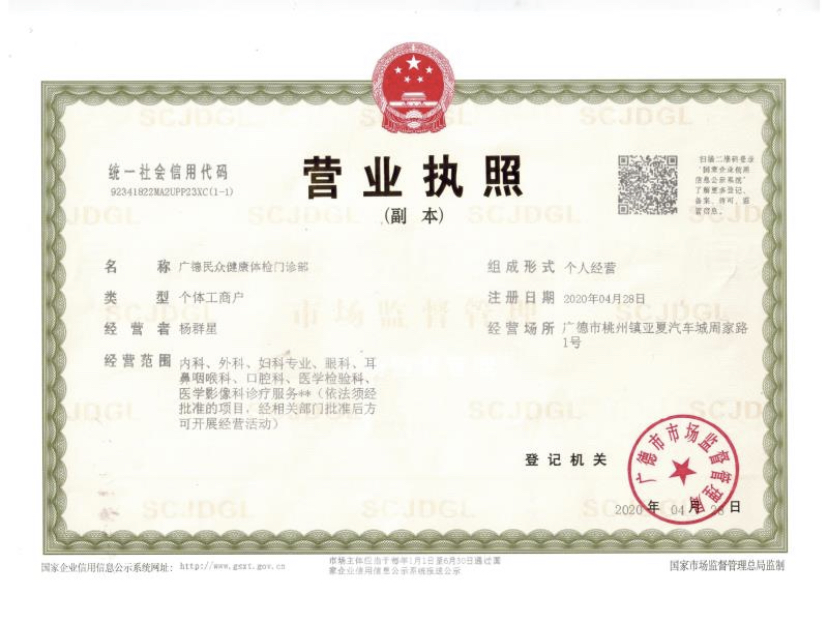 统一社会信用代码
92341822MA2UPP23XC(1-1)
营业执照
(副 本)
扫描二维码登录
"国家企业信用
信息公示系统"
了解更多登记、
备案、许可、监
管信息。
名 称 广德民众健康体检门诊部
类 型 个体工商户
经 营 者 杨群星
经营范围 内科、外科、妇科专业、眼科、耳
鼻咽喉科、口腔科、医学检验科、
医学影像科诊疗服务**（依法须经
批准的项目，经相关部门批准后方
可开展经营活动）
组成形式 个人经营
注册日期 2020年04月28日
经营场所 广德市桃州镇亚夏汽车城周家路
1号
登记机关
广德市市场监督管理局
2020 年 04 月 28 日
国家企业信用信息公示系统网址： http://www.gsxt.gov.cn
市场主体应当于每年1月1日至6月30日通过国
家企业信用信息公示系统报送公示
国家市场监督管理总局监制
SCJDGL
市场监督管理